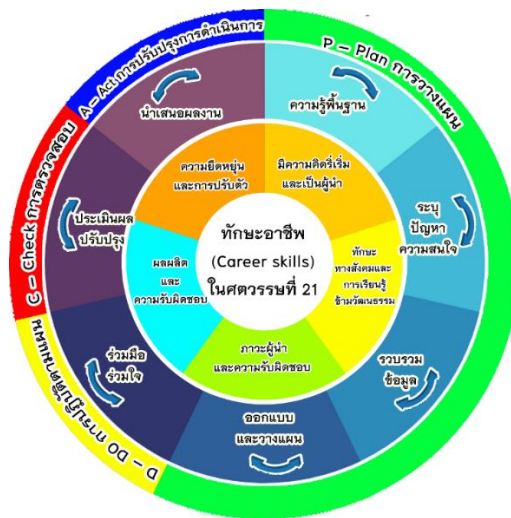 P – Plan การวางแผน
D – DO การปฏิบัติตามแผน
C – Check การตรวจสอบ
A – Act การปรับปรุงการดำเนินการ
ความรู้พื้นฐาน
ระบุ
ปัญหา
ความสนใจ
รวบรวม
ข้อมูล
ออกแบบ
และวางแผน
ร่วมมือ
ร่วมใจ
ประเมินผล
ปรับปรุง
นำเสนอผลงาน
มีความคิดริเริ่ม
และเป็นผู้นำ
ทักษะ
ทางสังคมและ
การเรียนรู้
ข้ามวัฒนธรรม
ภาวะผู้นำ
และความรับผิดชอบ
ผลผลิต
และ
ความรับผิดชอบ
ความยืดหยุ่น
และการปรับตัว
ทักษะอาชีพ
(Career skills)
ในศตวรรษที่ 21